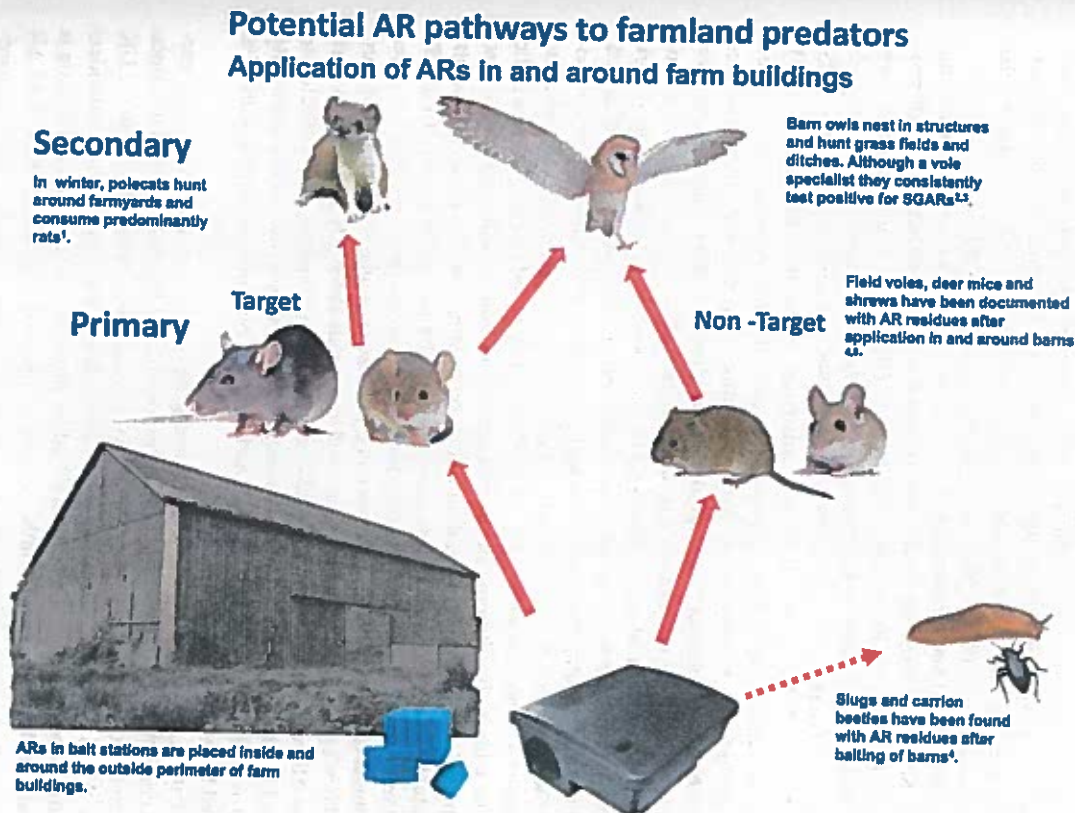 Potential AR pathways to farmland predators
Application of ARs in and around farm buildings
Secondary
In winter, polecats hunt
around farmyards and
consume predominantly
rats¹.
Barn owls nest in structures
and hunt grass fields and
ditches. Although a vole
specialist they consistently
test positive for SGARs²,³.
Primary
Target
Non -Target
Field voles, deer mice and
shrews have been documented
with AR residues after
application in and around barns
ARs in bait stations are placed inside and
around the outside perimeter of farm
buildings.
Slugs and carrion
beetles have been found
with AR residues after
baiting of barns⁴.